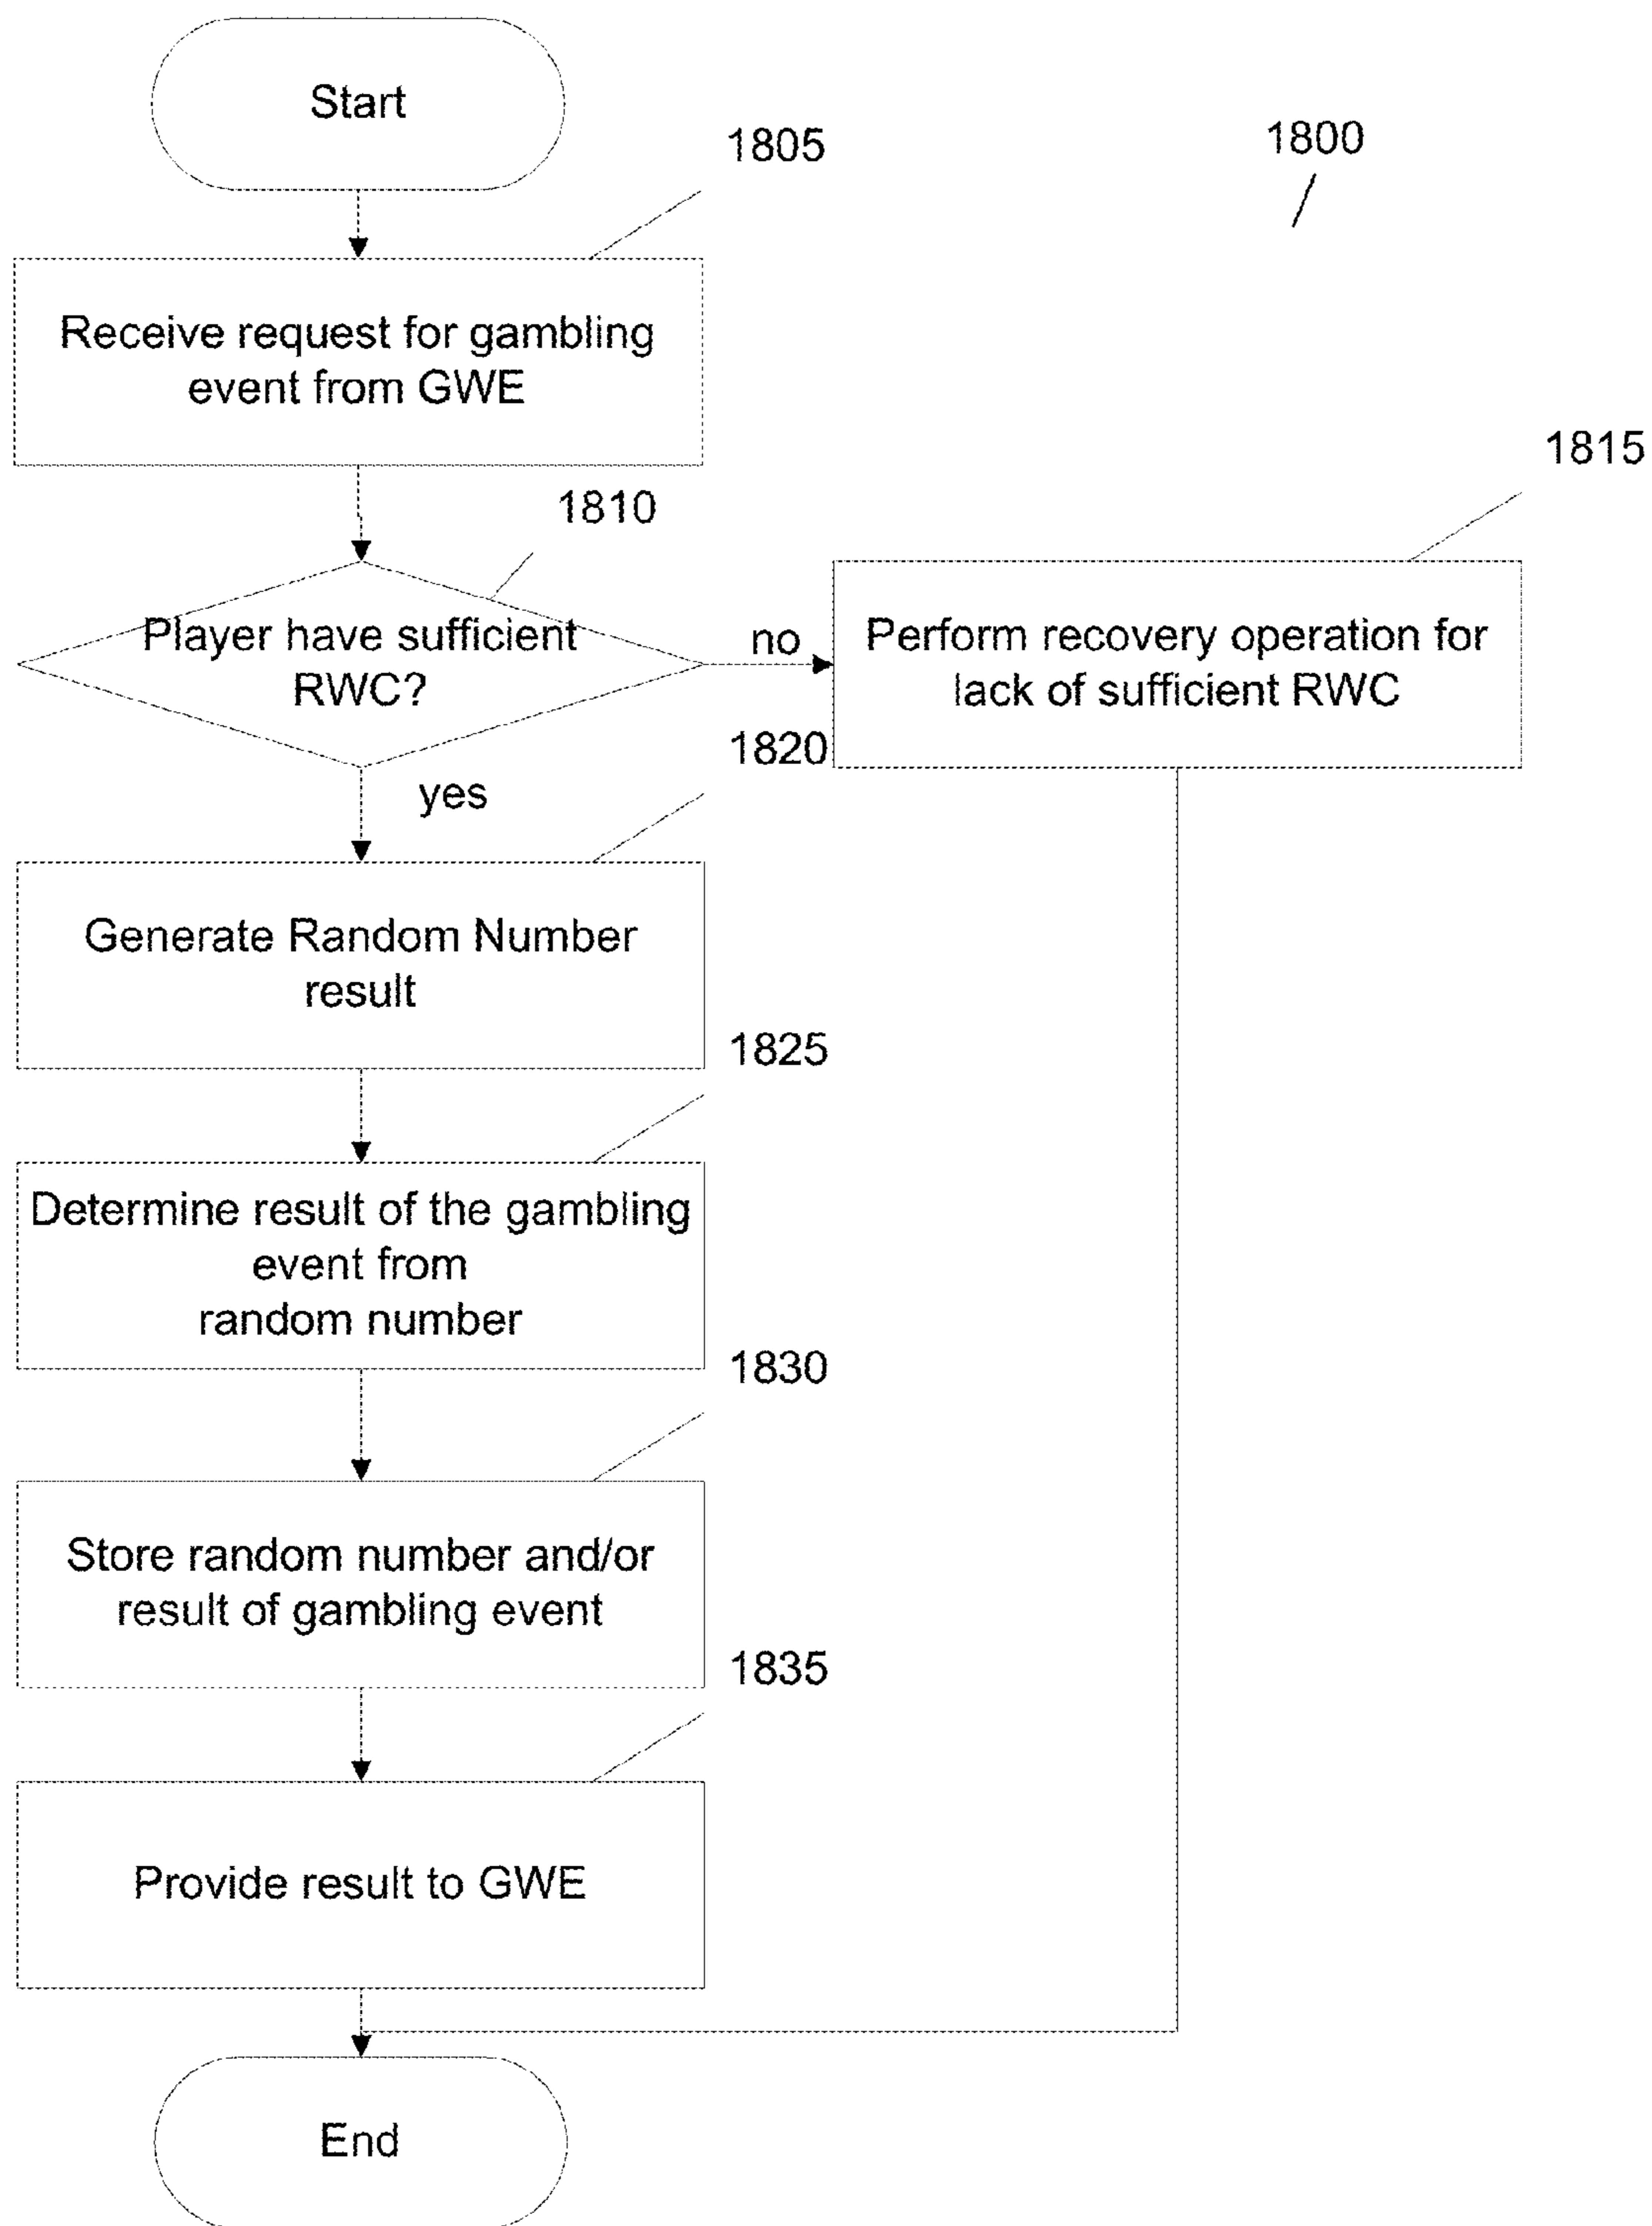 Start
1805
1800
Receive request for gambling
event from GWE
1815
1810
Player have sufficient
RWC?
no
Perform recovery operation for
lack of sufficient RWC
1820
yes
Generate Random Number
result
1825
Determine result of the gambling
event from
random number
1830
Store random number and/or
result of gambling event
1835
Provide result to GWE
End